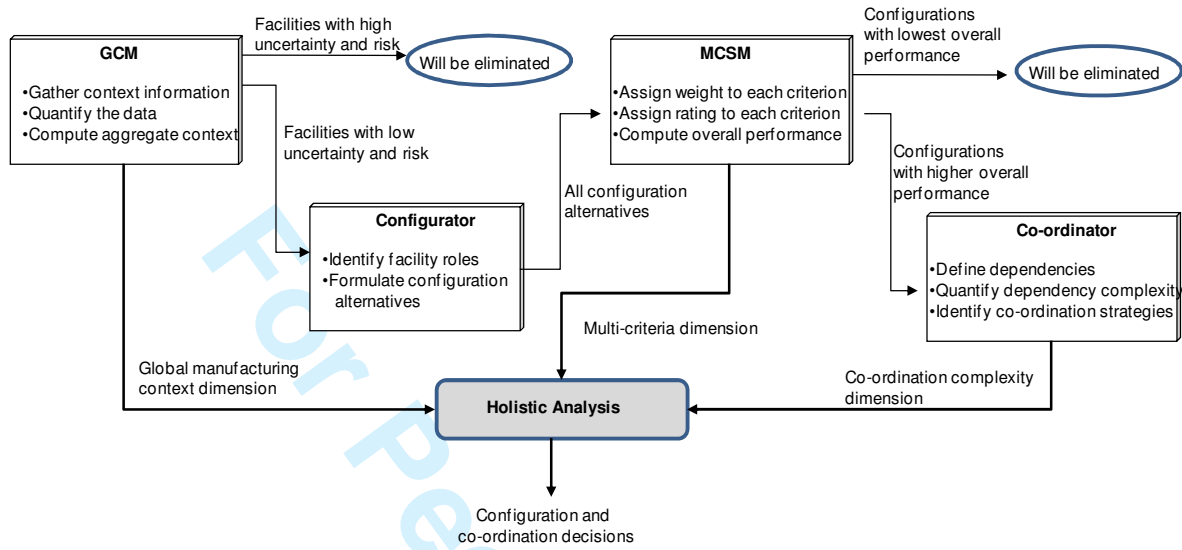 GCM
•Gather context information
•Quantify the data
•Compute aggregate context
Facilities with high
uncertainty and risk
Will be eliminated
Facilities with low
uncertainty and risk
Configurator
•Identify facility roles
•Formulate configuration
alternatives
All configuration
alternatives
MCSM
•Assign weight to each criterion
•Assign rating to each criterion
•Compute overall performance
Configurations
with lowest overall
performance
Will be eliminated
Configurations
with higher overall
performance
Co-ordinator
•Define dependencies
•Quantify dependency complexity
•Identify co-ordination strategies
Global manufacturing
context dimension
Multi-criteria dimension
Co-ordination complexity
dimension
Holistic Analysis
Configuration and
co-ordination decisions
For Pe